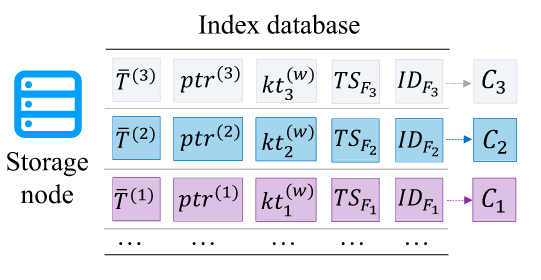 Index database
T̄⁽³⁾ ptr⁽³⁾ kt₃⁽ʷ⁾ TS_F₃ ID_F₃ C₃
T̄⁽²⁾ ptr⁽²⁾ kt₂⁽ʷ⁾ TS_F₂ ID_F₂ C₂
Storage
node
T̄⁽¹⁾ ptr⁽¹⁾ kt₁⁽ʷ⁾ TS_F₁ ID_F₁ C₁
... ... ... ... ...